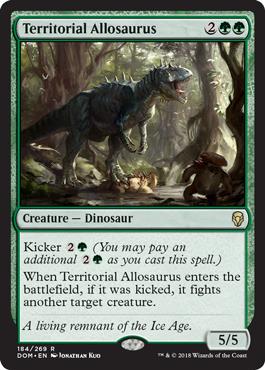 Territorial Allosaurus 2
Creature — Dinosaur
Kicker 2 (You may pay an
additional 2 as you cast this spell.)
When Territorial Allosaurus enters the
battlefield, if it was kicked, it fights
another target creature.
A living remnant of the Ice Age.
5/5
184/269 R
DOM • EN Jonathan Kuo
™ & © 2018 Wizards of the Coast